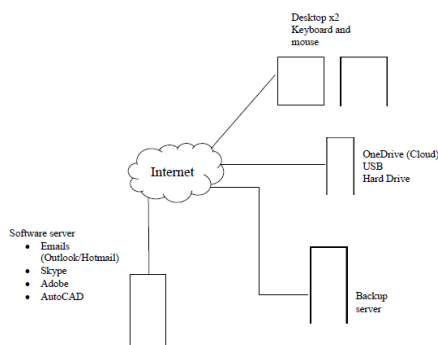 Desktop x2
Keyboard and
mouse
Internet
OneDrive (Cloud)
USB
Hard Drive
Software server
• Emails
(Outlook/Hotmail)
• Skype
• Adobe
• AutoCAD
Backup
server